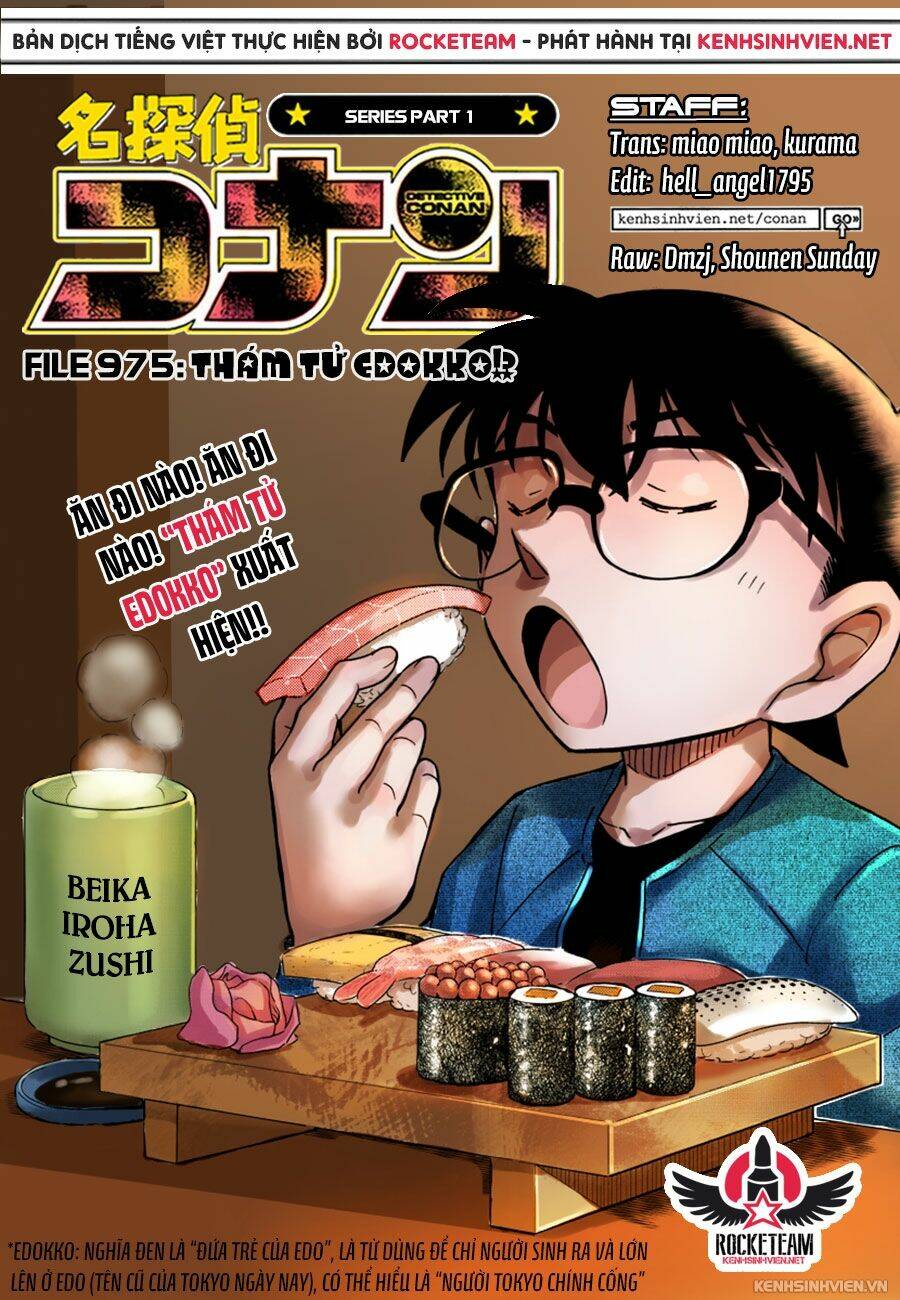 BẢN DỊCH TIẾNG VIỆT THỰC HIỆN BỞI ROCKETEAM - PHÁT HÀNH TẠI KENHSINHVIEN.NET
名探偵
SERIES PART 1
コナン
DETECTIVE
CONAN
FILE 975: THÁM TỬ EDOKKO!?
STAFF:
Trans: miao miao, kurama
Edit: hell_angel1795
kenhsinhvien.net/conan GO»
Raw: Dmzj, Shounen Sunday
ĂN ĐI NÀO! ĂN ĐI
NÀO! “THÁM TỬ
EDOKKO” XUẤT
HIỆN!!
BEIKA
IROHA
ZUSHI
ROCKETEAM
KENHSINHVIEN.NET
*EDOKKO: NGHĨA ĐEN LÀ “ĐỨA TRẺ CỦA EDO”, LÀ TỪ DÙNG ĐỂ CHỈ NGƯỜI SINH RA VÀ LỚN
LÊN Ở EDO (TÊN CŨ CỦA TOKYO NGÀY NAY), CÓ THỂ HIỂU LÀ “NGƯỜI TOKYO CHÍNH CỐNG”
KENHSINHVIEN.VN